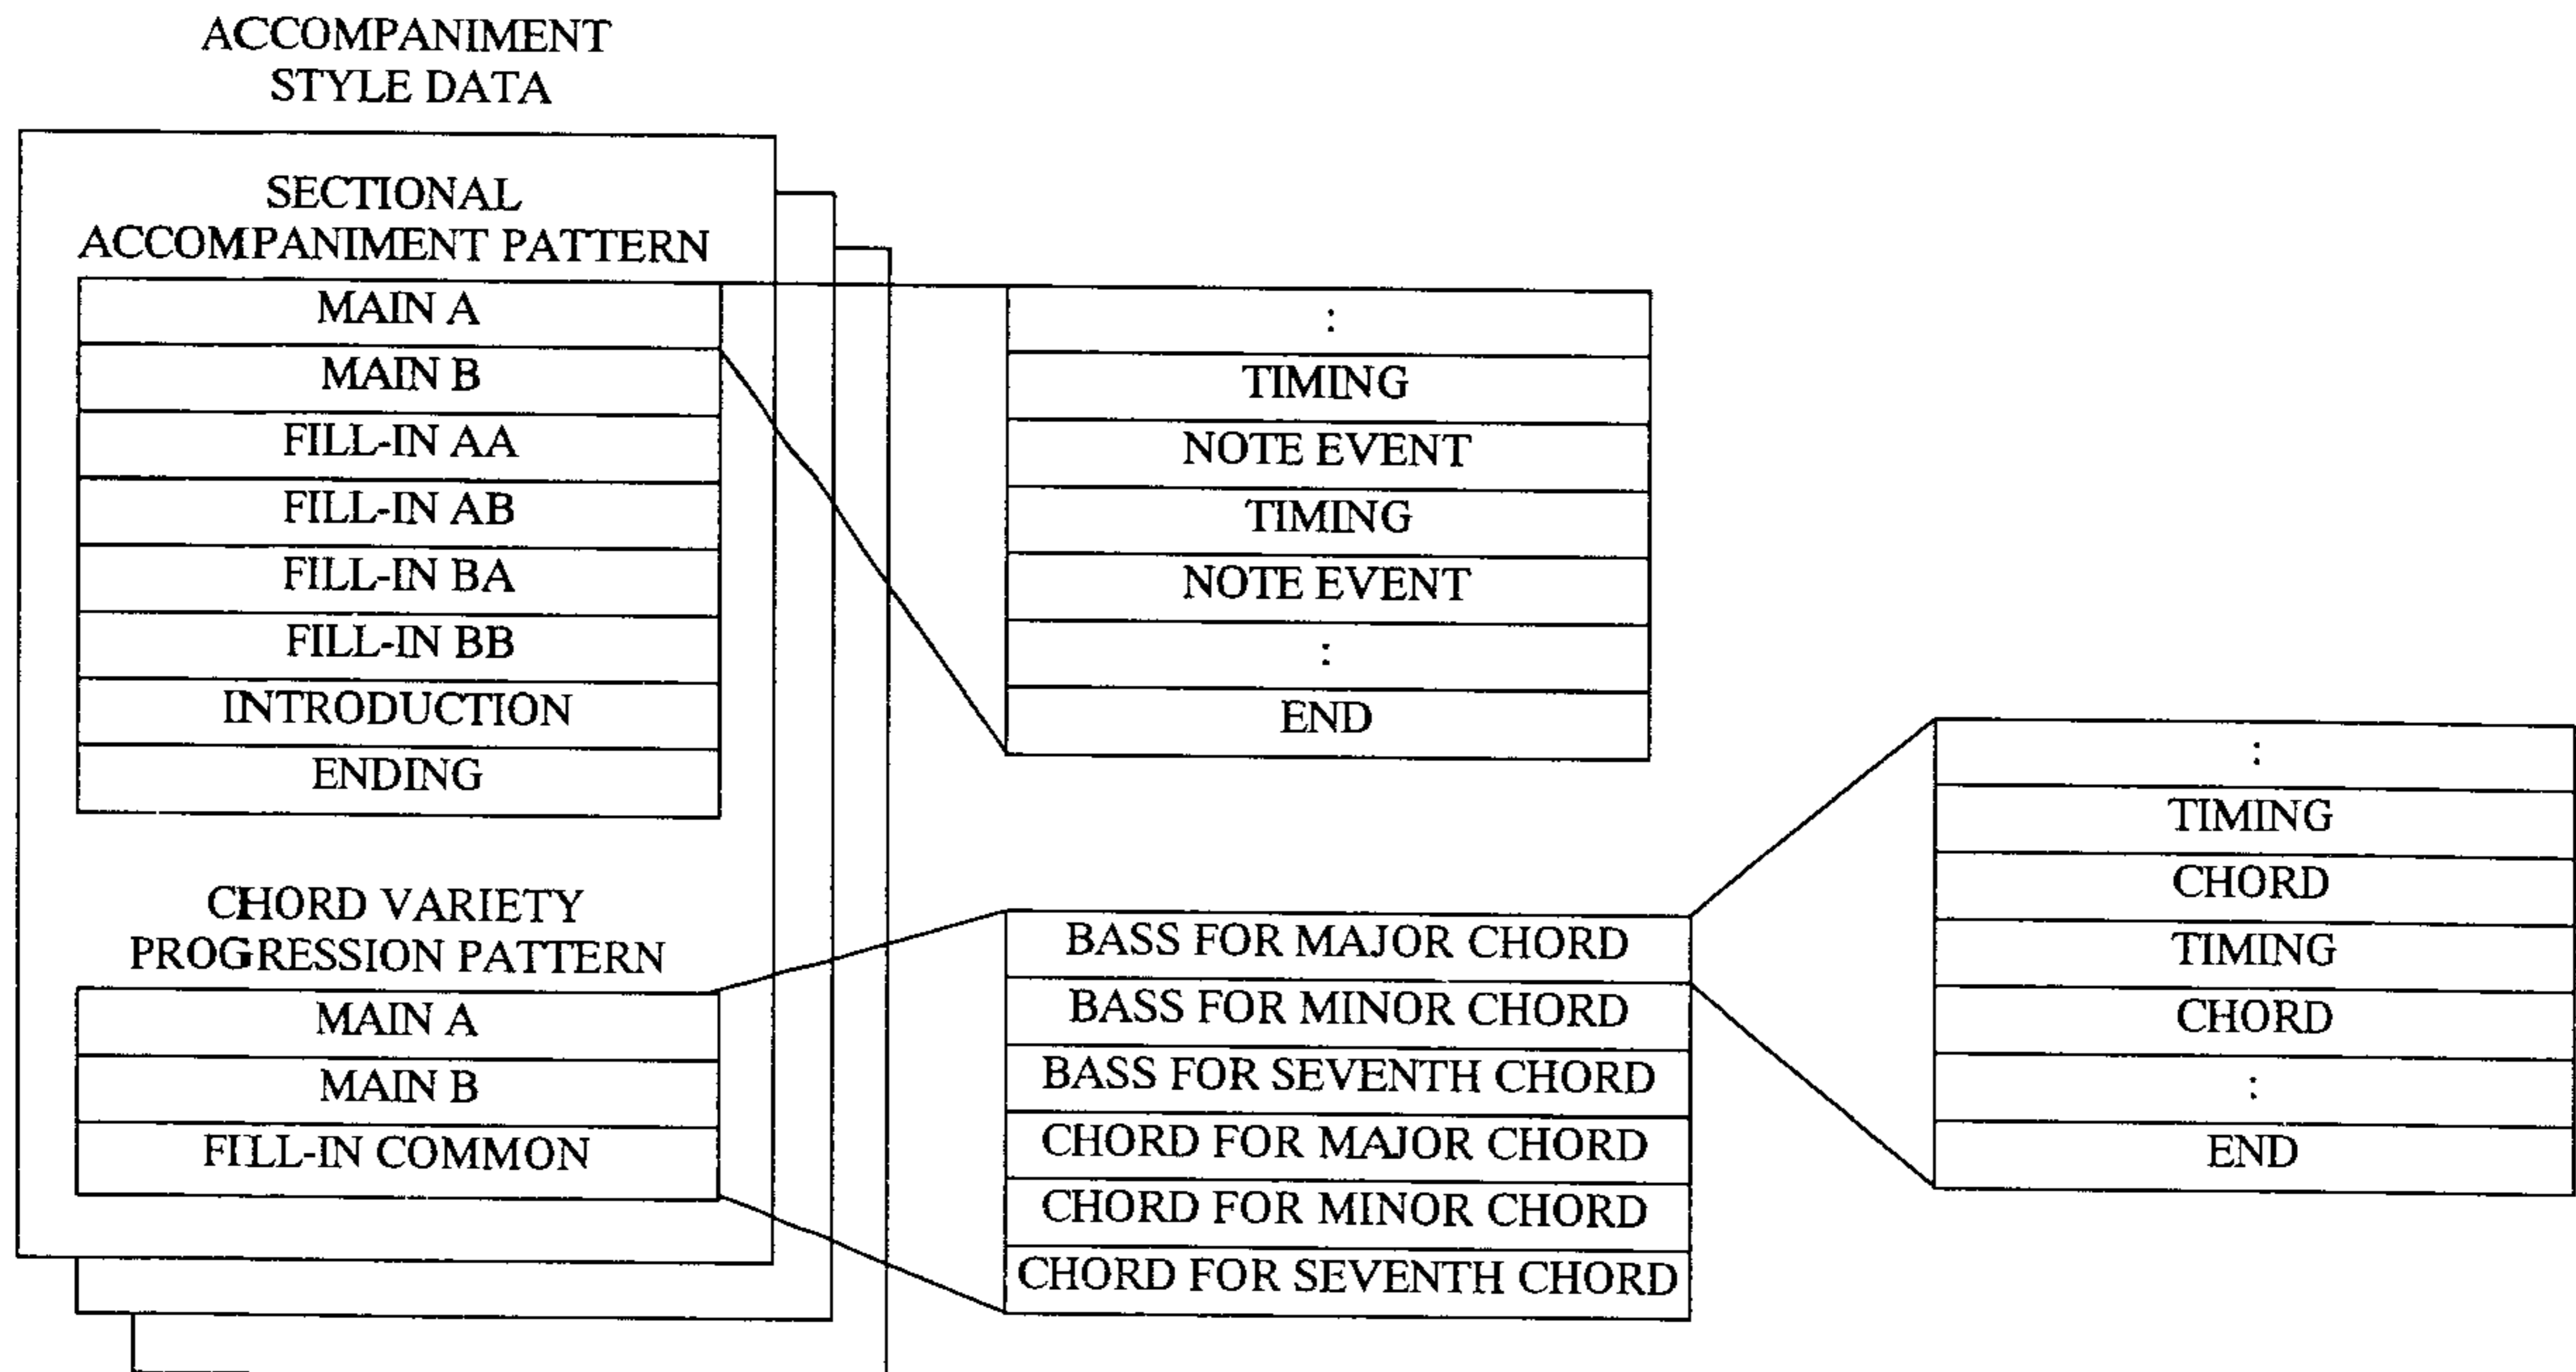 ACCOMPANIMENT
STYLE DATA
SECTIONAL
ACCOMPANIMENT PATTERN
MAIN A
MAIN B
FILL-IN AA
FILL-IN AB
FILL-IN BA
FILL-IN BB
INTRODUCTION
ENDING
:
TIMING
NOTE EVENT
TIMING
NOTE EVENT
:
END
CHORD VARIETY
PROGRESSION PATTERN
MAIN A
MAIN B
FILL-IN COMMON
BASS FOR MAJOR CHORD
BASS FOR MINOR CHORD
BASS FOR SEVENTH CHORD
CHORD FOR MAJOR CHORD
CHORD FOR MINOR CHORD
CHORD FOR SEVENTH CHORD
:
TIMING
CHORD
TIMING
CHORD
:
END